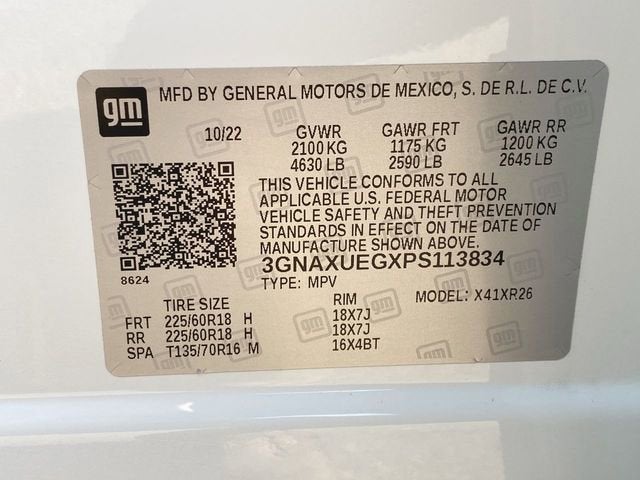 gm MFD BY GENERAL MOTORS DE MEXICO, S. DE R.L. DE C.V.
10/22 GVWR GAWR FRT GAWR RR
2100 KG 1175 KG 1200 KG
4630 LB 2590 LB 2645 LB
THIS VEHICLE CONFORMS TO ALL
APPLICABLE U.S. FEDERAL MOTOR
VEHICLE SAFETY AND THEFT PREVENTION
STANDARDS IN EFFECT ON THE DATE OF
MANUFACTURE SHOWN ABOVE.
8624 3GNAXUEGXPS113834
TYPE: MPV MODEL: X41XR26
TIRE SIZE RIM
FRT 225/60R18 H 18X7J
RR 225/60R18 H 18X7J
SPA T135/70R16 M 16X4BT